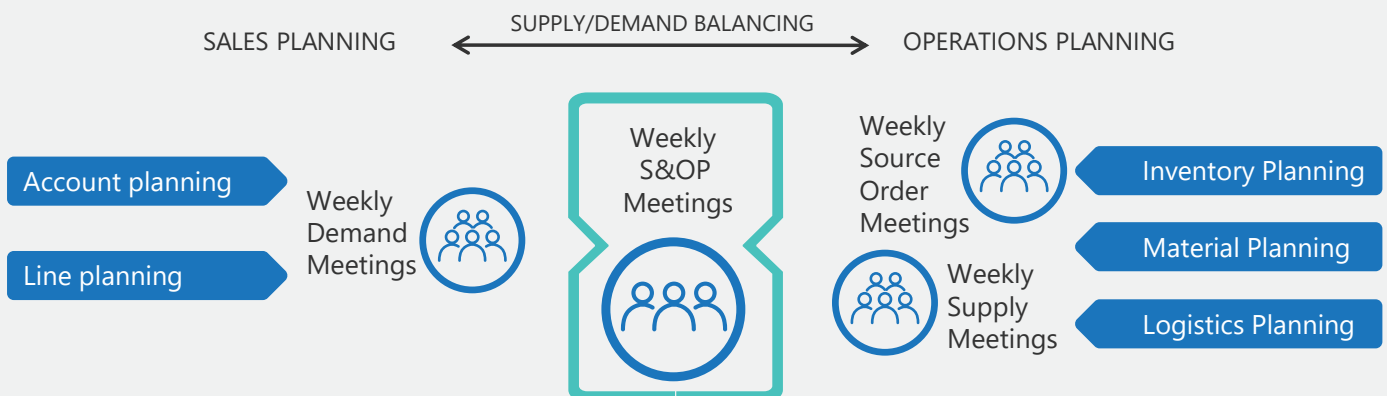 SUPPLY/DEMAND BALANCING
SALES PLANNING
OPERATIONS PLANNING
Account planning
Line planning
Weekly
Demand
Meetings
Weekly
S&OP
Meetings
Weekly
Source
Order
Meetings
Weekly
Supply
Meetings
Inventory Planning
Material Planning
Logistics Planning